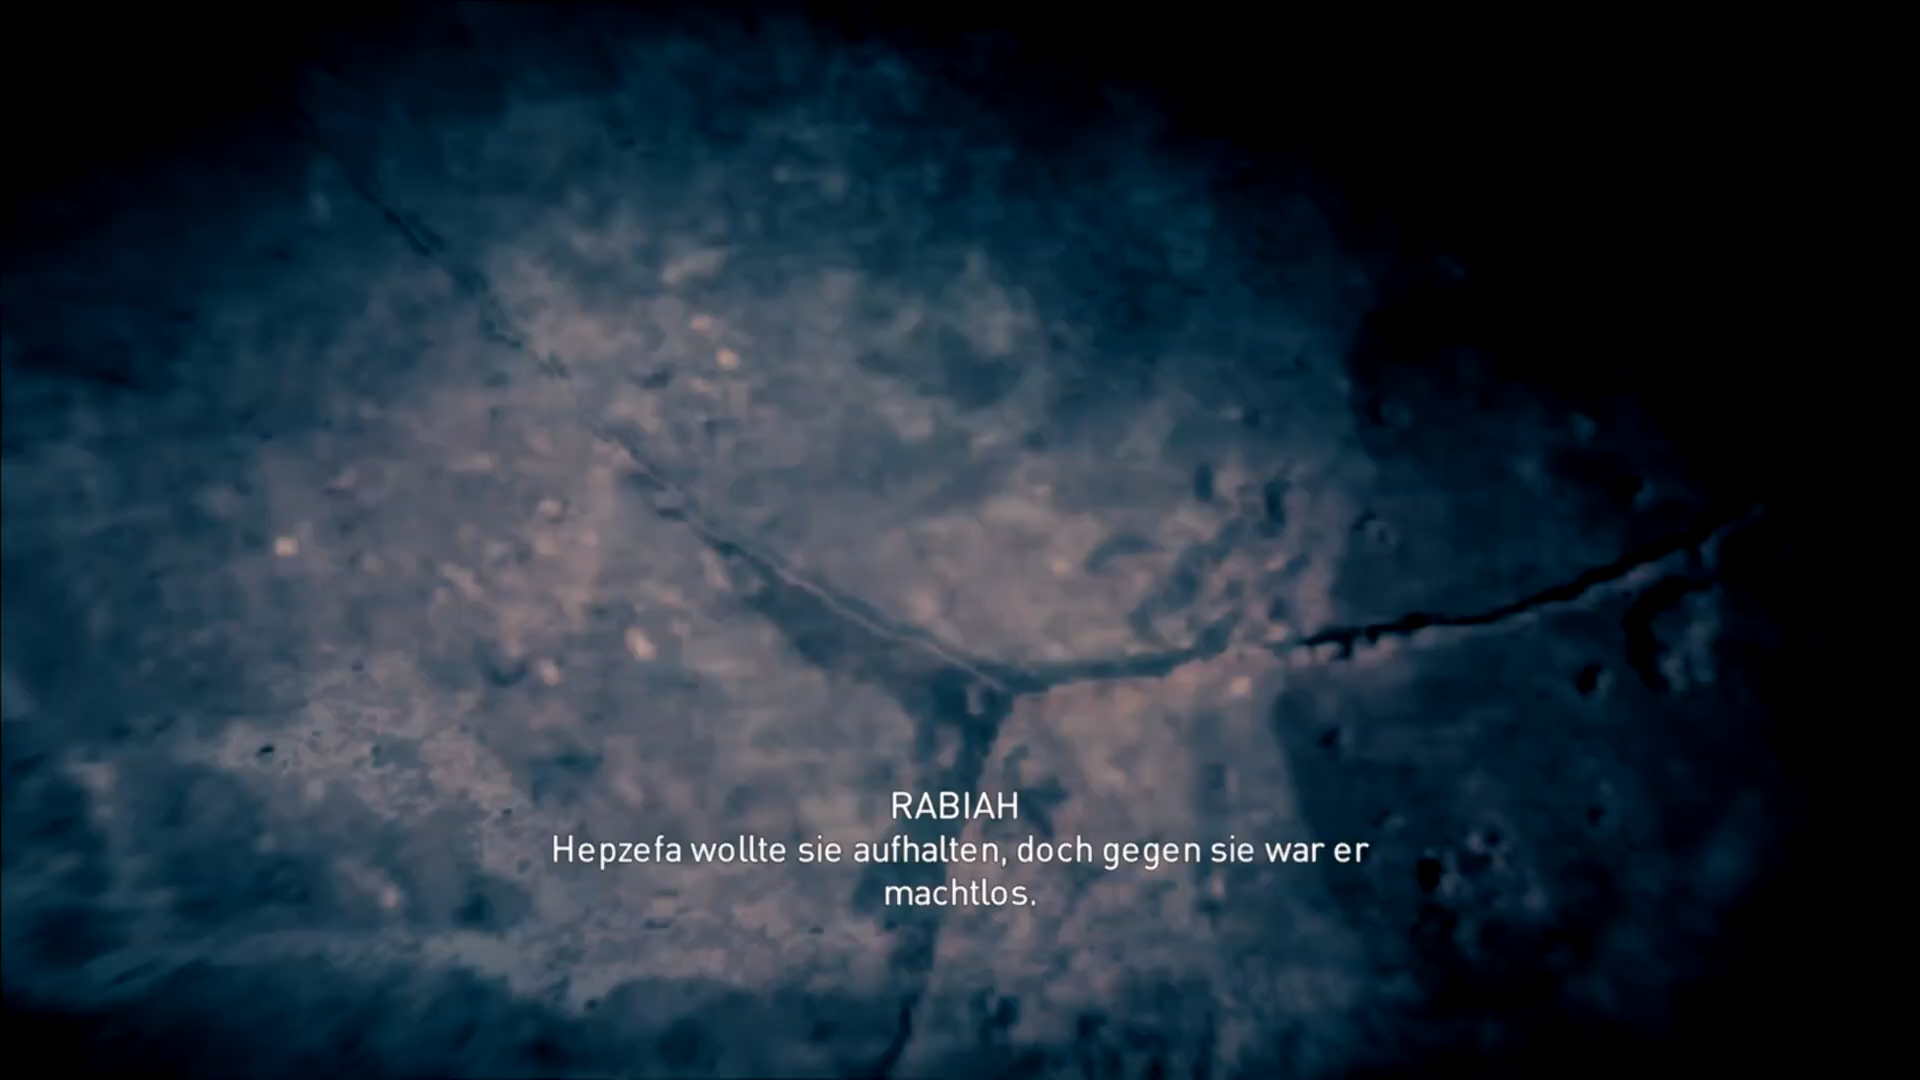 RABIAH
Hepzefa wollte sie aufhalten, doch gegen sie war er
machtlos.